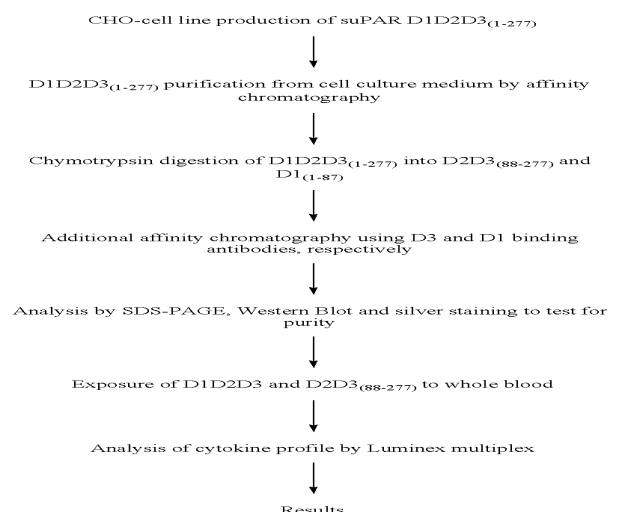 CHO-cell line production of suPAR D1D2D3(1-277)
D1D2D3(1-277) purification from cell culture medium by affinity
chromatography
Chymotrypsin digestion of D1D2D3(1-277) into D2D3(88-277) and
D1(1-87)
Additional affinity chromatography using D3 and D1 binding
antibodies, respectively
Analysis by SDS-PAGE, Western Blot and silver staining to test for
purity
Exposure of D1D2D3 and D2D3(88-277) to whole blood
Analysis of cytokine profile by Luminex multiplex
Results